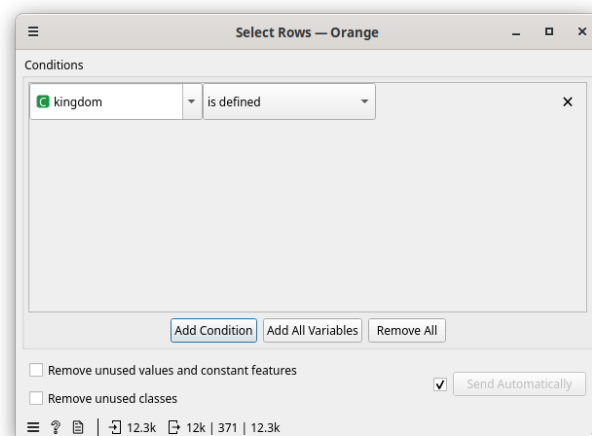 Select Rows — Orange
Conditions
C kingdom is defined
Add Condition Add All Variables Remove All
Remove unused values and constant features
Send Automatically
Remove unused classes
? 12.3k 12k | 371 | 12.3k